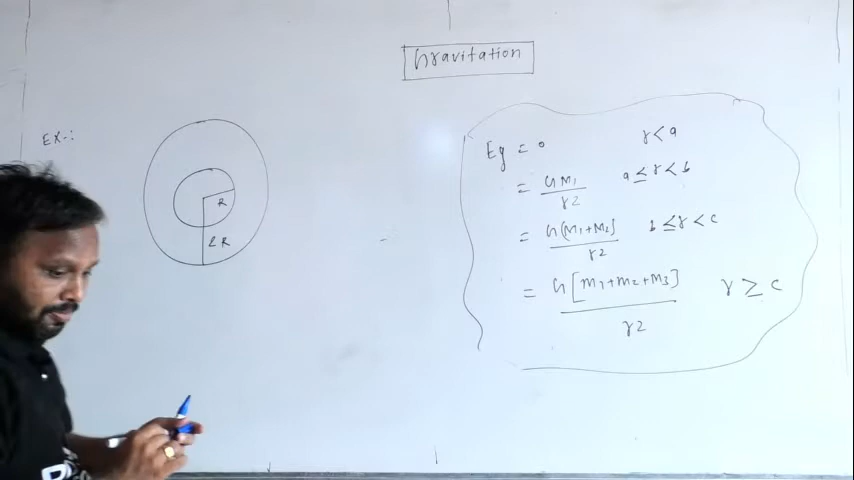 Gravitation
EX-:
R
2R
Eg = 0 r < a
= GM1/r2 a ≤ r < b
= G(M1+M2)/r2 b ≤ r < c
= G[m1+m2+m3]/r2 r ≥ c